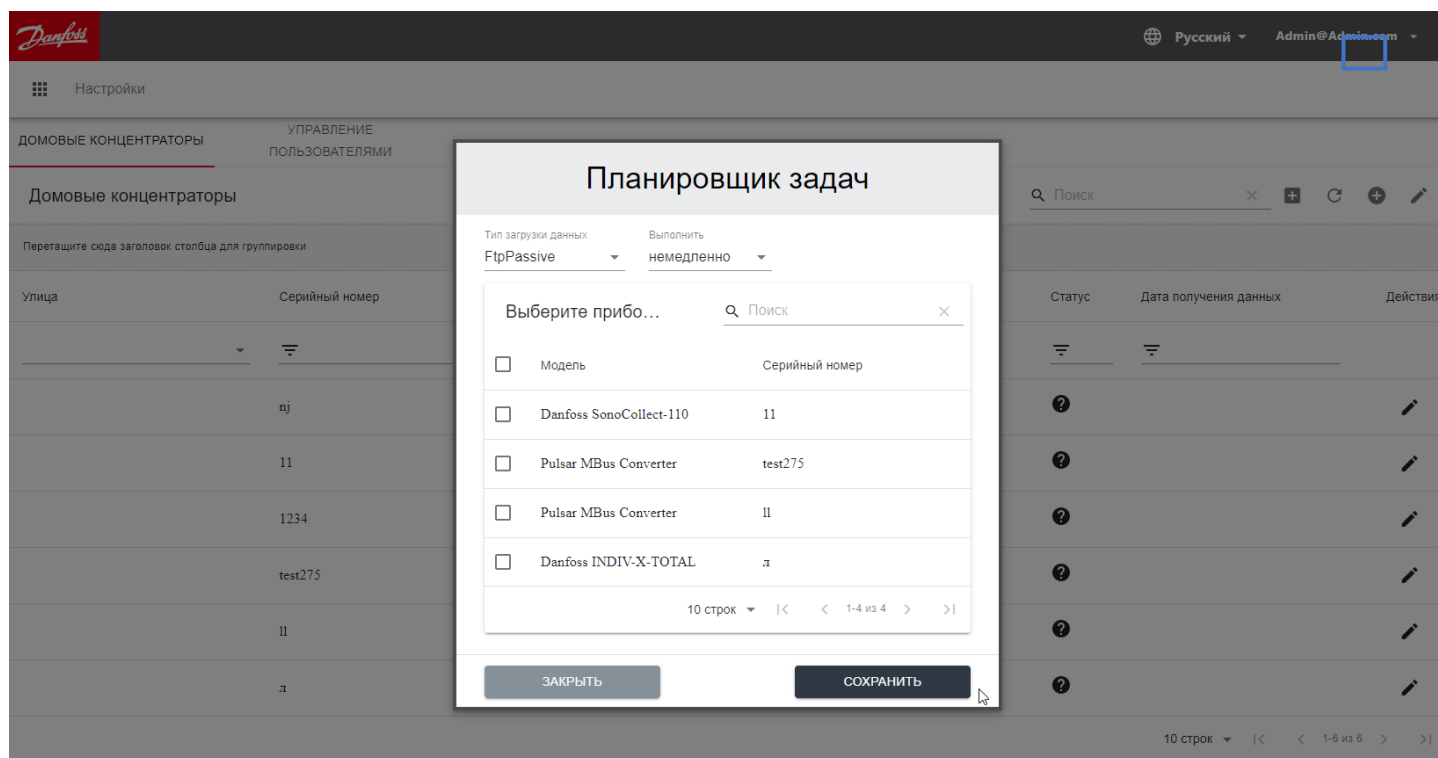 Danfoss
Русский Admin@Admin.com
Настройки
ДОМОВЫЕ КОНЦЕНТРАТОРЫ
УПРАВЛЕНИЕ
ПОЛЬЗОВАТЕЛЯМИ
Домовые концентраторы
Поиск
Перетащите сюда заголовок столбца для группировки
Улица Серийный номер Статус Дата получения данных Действия
nj
11
1234
test275
ll
л
10 строк 1-6 из 6
Планировщик задач
Тип загрузки данных Выполнить
FtpPassive немедленно
Выберите прибо... Поиск
Модель Серийный номер
Danfoss SonoCollect-110 11
Pulsar MBus Converter test275
Pulsar MBus Converter ll
Danfoss INDIV-X-TOTAL л
10 строк 1-4 из 4
ЗАКРЫТЬ СОХРАНИТЬ